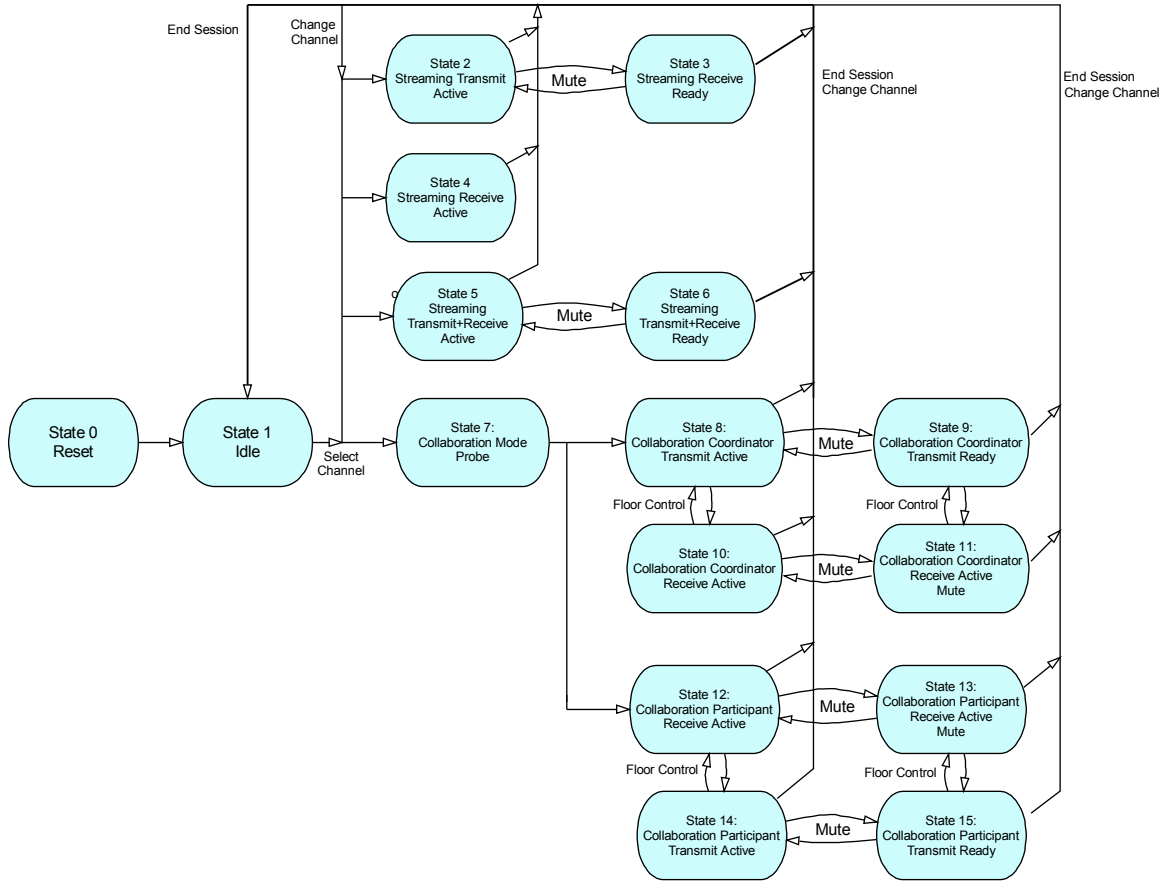 End Session
Change
Channel
State 2
Streaming Transmit
Active
Mute
State 3
Streaming Receive
Ready
End Session
Change Channel
End Session
Change Channel
State 4
Streaming Receive
Active
State 5
Streaming
Transmit+Receive
Active
Mute
State 6
Streaming
Transmit+Receive
Ready
State 0
Reset
State 1
Idle
Select
Channel
State 7:
Collaboration Mode
Probe
State 8:
Collaboration Coordinator
Transmit Active
Mute
State 9:
Collaboration Coordinator
Transmit Ready
Floor Control
Floor Control
State 10:
Collaboration Coordinator
Receive Active
Mute
State 11:
Collaboration Coordinator
Receive Active
Mute
State 12:
Collaboration Participant
Receive Active
Mute
State 13:
Collaboration Participant
Receive Active
Mute
Floor Control
Floor Control
State 14:
Collaboration Participant
Transmit Active
Mute
State 15:
Collaboration Participant
Transmit Ready